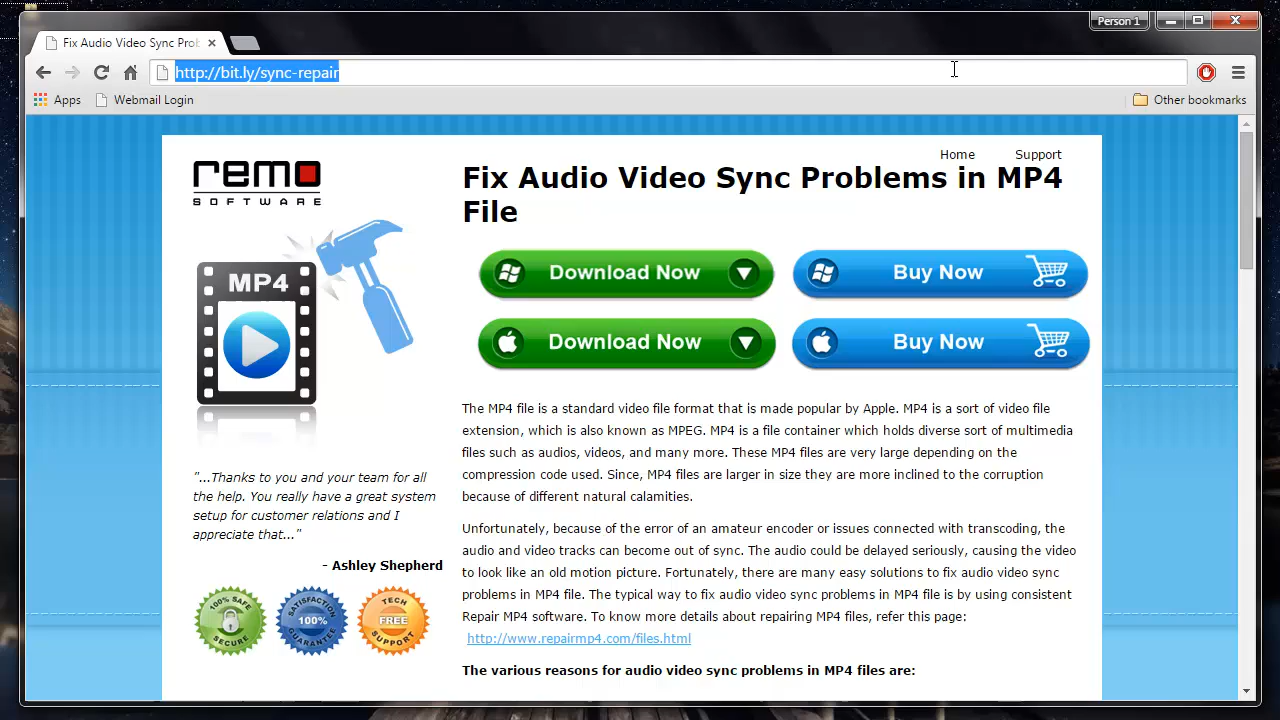 Person 1
Fix Audio Video Sync Prob
http://bit.ly/sync-repair
Apps
Webmail Login
Other bookmarks
remo
SOFTWARE
Home
Support
Fix Audio Video Sync Problems in MP4
File
MP4
Download Now
Buy Now
Download Now
Buy Now
The MP4 file is a standard video file format that is made popular by Apple. MP4 is a sort of video file
extension, which is also known as MPEG. MP4 is a file container which holds diverse sort of multimedia
files such as audios, videos, and many more. These MP4 files are very large depending on the
compression code used. Since, MP4 files are larger in size they are more inclined to the corruption
because of different natural calamities.
"...Thanks to you and your team for all
the help. You really have a great system
setup for customer relations and I
appreciate that..."
- Ashley Shepherd
Unfortunately, because of the error of an amateur encoder or issues connected with transcoding, the
audio and video tracks can become out of sync. The audio could be delayed seriously, causing the video
to look like an old motion picture. Fortunately, there are many easy solutions to fix audio video sync
problems in MP4 file. The typical way to fix audio video sync problems in MP4 file is by using consistent
Repair MP4 software. To know more details about repairing MP4 files, refer this page:
http://www.repairmp4.com/files.html
100% SAFE
SECURE
SATISFACTION
100%
GUARANTEE
TECH
FREE
SUPPORT
The various reasons for audio video sync problems in MP4 files are: